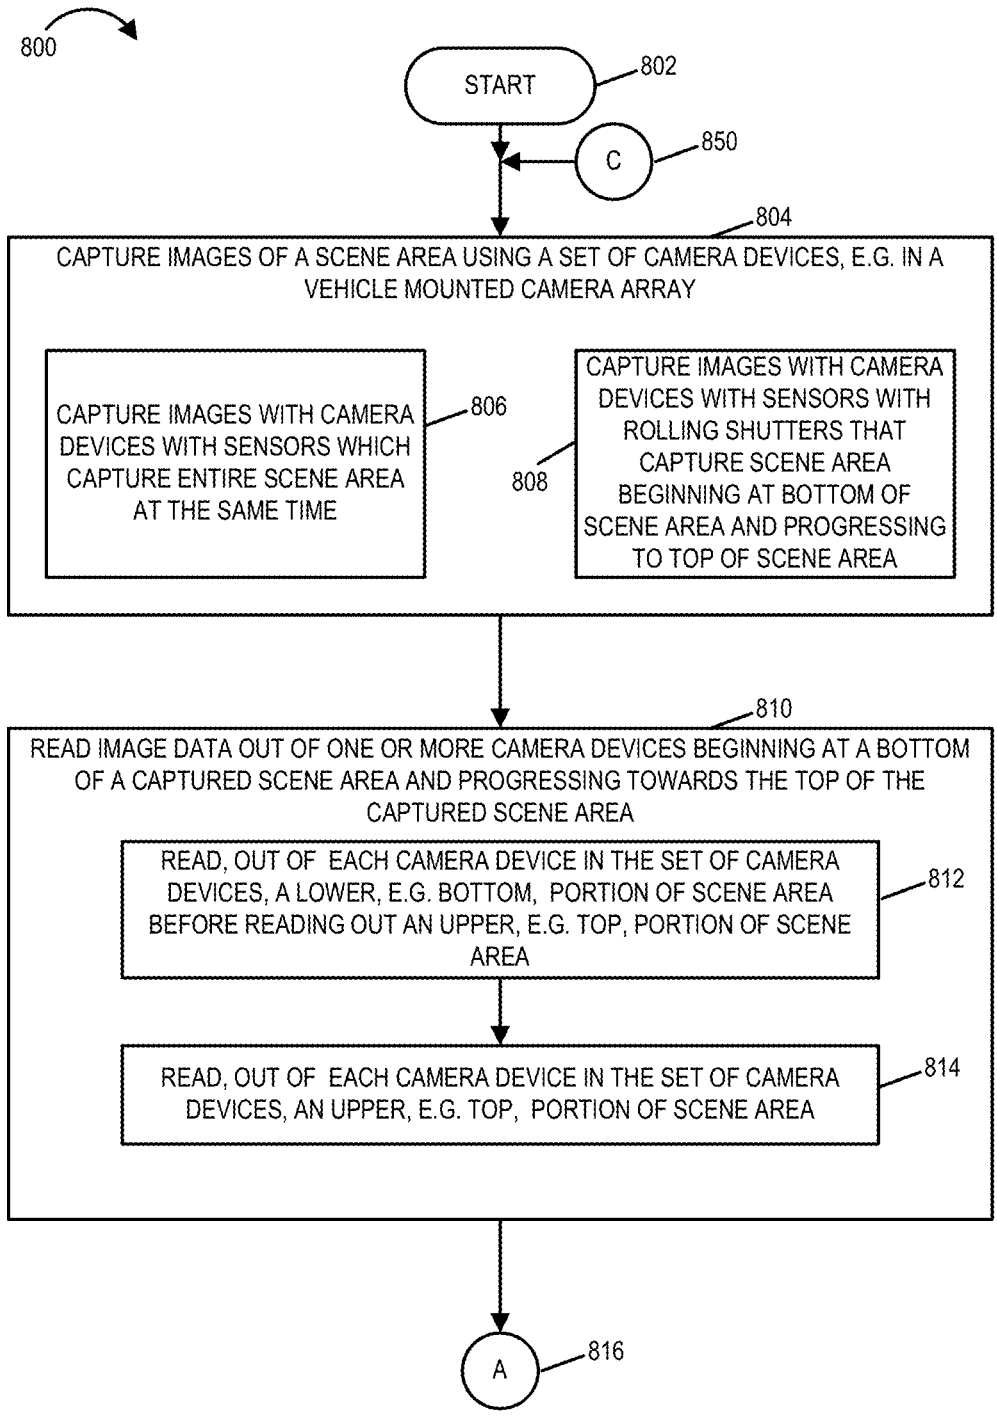 800
START
802
C
850
804
CAPTURE IMAGES OF A SCENE AREA USING A SET OF CAMERA DEVICES, E.G. IN A
VEHICLE MOUNTED CAMERA ARRAY
CAPTURE IMAGES WITH CAMERA
DEVICES WITH SENSORS WHICH
CAPTURE ENTIRE SCENE AREA
AT THE SAME TIME
806
CAPTURE IMAGES WITH CAMERA
DEVICES WITH SENSORS WITH
ROLLING SHUTTERS THAT
CAPTURE SCENE AREA
BEGINNING AT BOTTOM OF
SCENE AREA AND PROGRESSING
TO TOP OF SCENE AREA
808
810
READ IMAGE DATA OUT OF ONE OR MORE CAMERA DEVICES BEGINNING AT A BOTTOM
OF A CAPTURED SCENE AREA AND PROGRESSING TOWARDS THE TOP OF THE
CAPTURED SCENE AREA
READ, OUT OF EACH CAMERA DEVICE IN THE SET OF CAMERA
DEVICES, A LOWER, E.G. BOTTOM, PORTION OF SCENE AREA
BEFORE READING OUT AN UPPER, E.G. TOP, PORTION OF SCENE
AREA
812
READ, OUT OF EACH CAMERA DEVICE IN THE SET OF CAMERA
DEVICES, AN UPPER, E.G. TOP, PORTION OF SCENE AREA
814
A
816